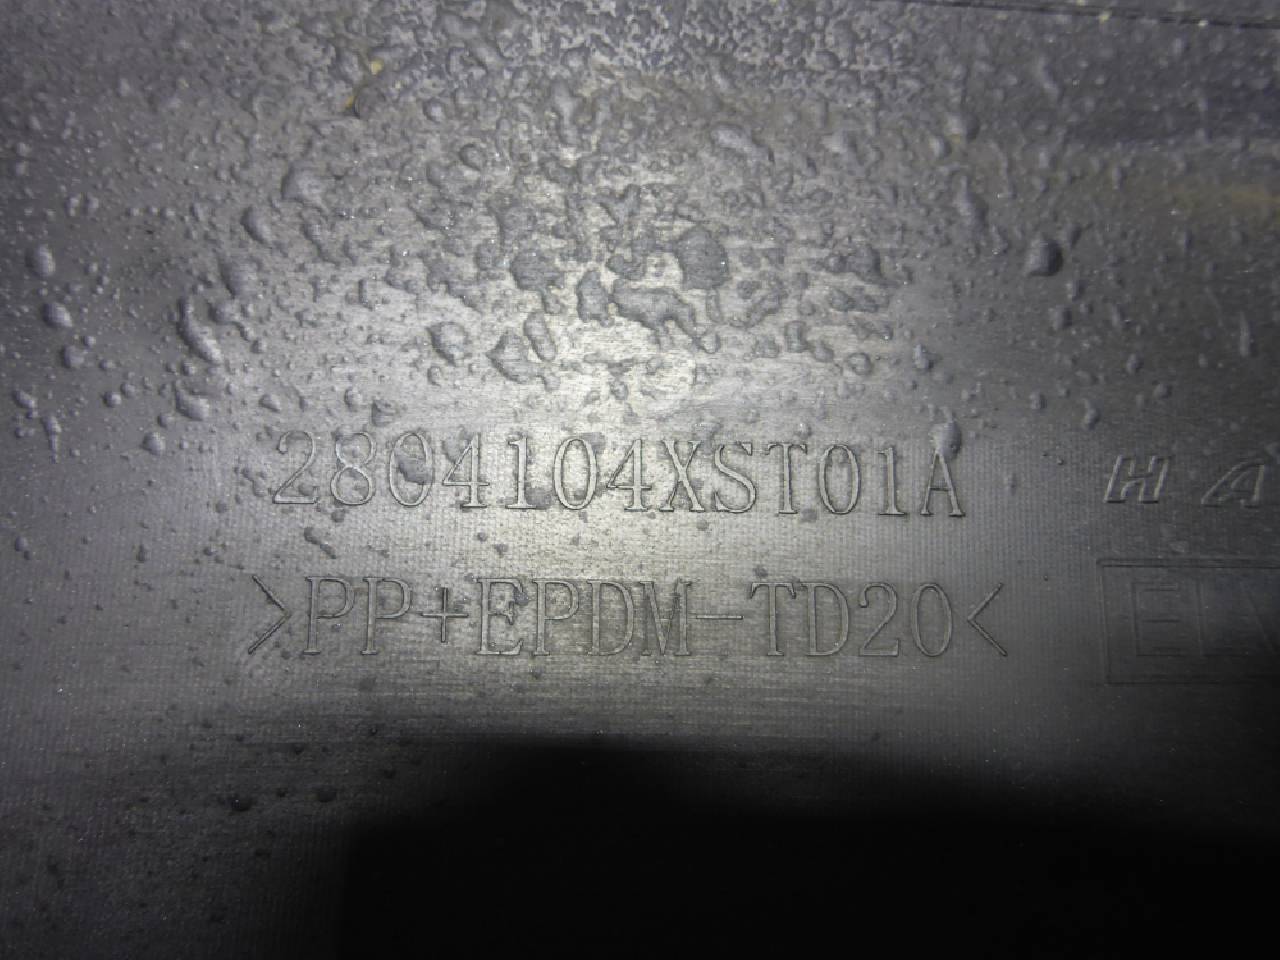 2804104XST01A
>PP+EPDM-TD20<
H A